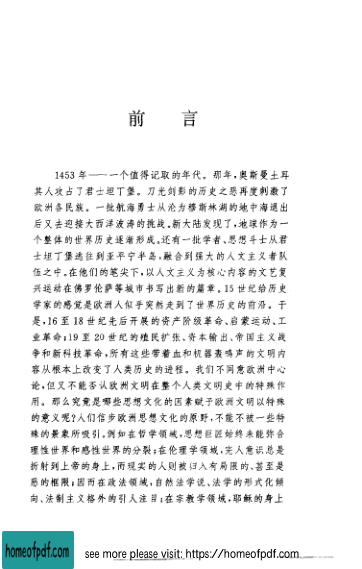 前 言
1453 年——一个值得记取的年代。那年，奥斯曼土耳
其人攻占了君士坦丁堡。刀光剑影的历史之恶再度刺激了
欧洲各民族。一批航海勇士从沦为穆斯林湖的地中海退出
后又去迎接大西洋波涛的挑战。新大陆发现了，地球作为一
个整体的世界历史逐渐形成。还有一批学者、思想斗士从君
士坦丁堡逃往到亚平宁半岛，融合到强大的人文主义者队
伍之中。在他们的笔尖下，以人文主义为核心内容的文艺复
兴运动在佛罗伦萨等城市书写出新的篇章。15 世纪给历史
学家的感觉是欧洲人似乎突然走到了世界历史的前沿。于
是，16 至 18 世纪先后开展的资产阶级革命、启蒙运动、工
业革命；19 至 20 世纪的殖民扩张、资本输出、帝国主义战
争和新科技革命，所有这些带着血和机器轰鸣声的文明内
容从根本上改变了人类历史的进程。我们不同意欧洲中心
论，但又不能否认欧洲文明在整个人类文明史中的特殊作
用。那么究竟是哪些思想文化的因素赋予欧洲文明以特殊
的意义呢？人们信步欧洲思想文化的原野，不能不被一些特
殊的景象所吸引。例如在哲学领域，思想巨匠始终未能弥合
理性世界和感性世界的分裂；在伦理学领域，完人意识总是
折射到上帝的身上，而现实的人则被归入有局限的、甚至是
恶的框限；因而在政法领域，自然法学说、法学的形式化倾
向、法制主义格外的引人注目；在宗教学领域，耶稣的身上
homeofpdf.com
see more please visit: https://homeofpdf.com